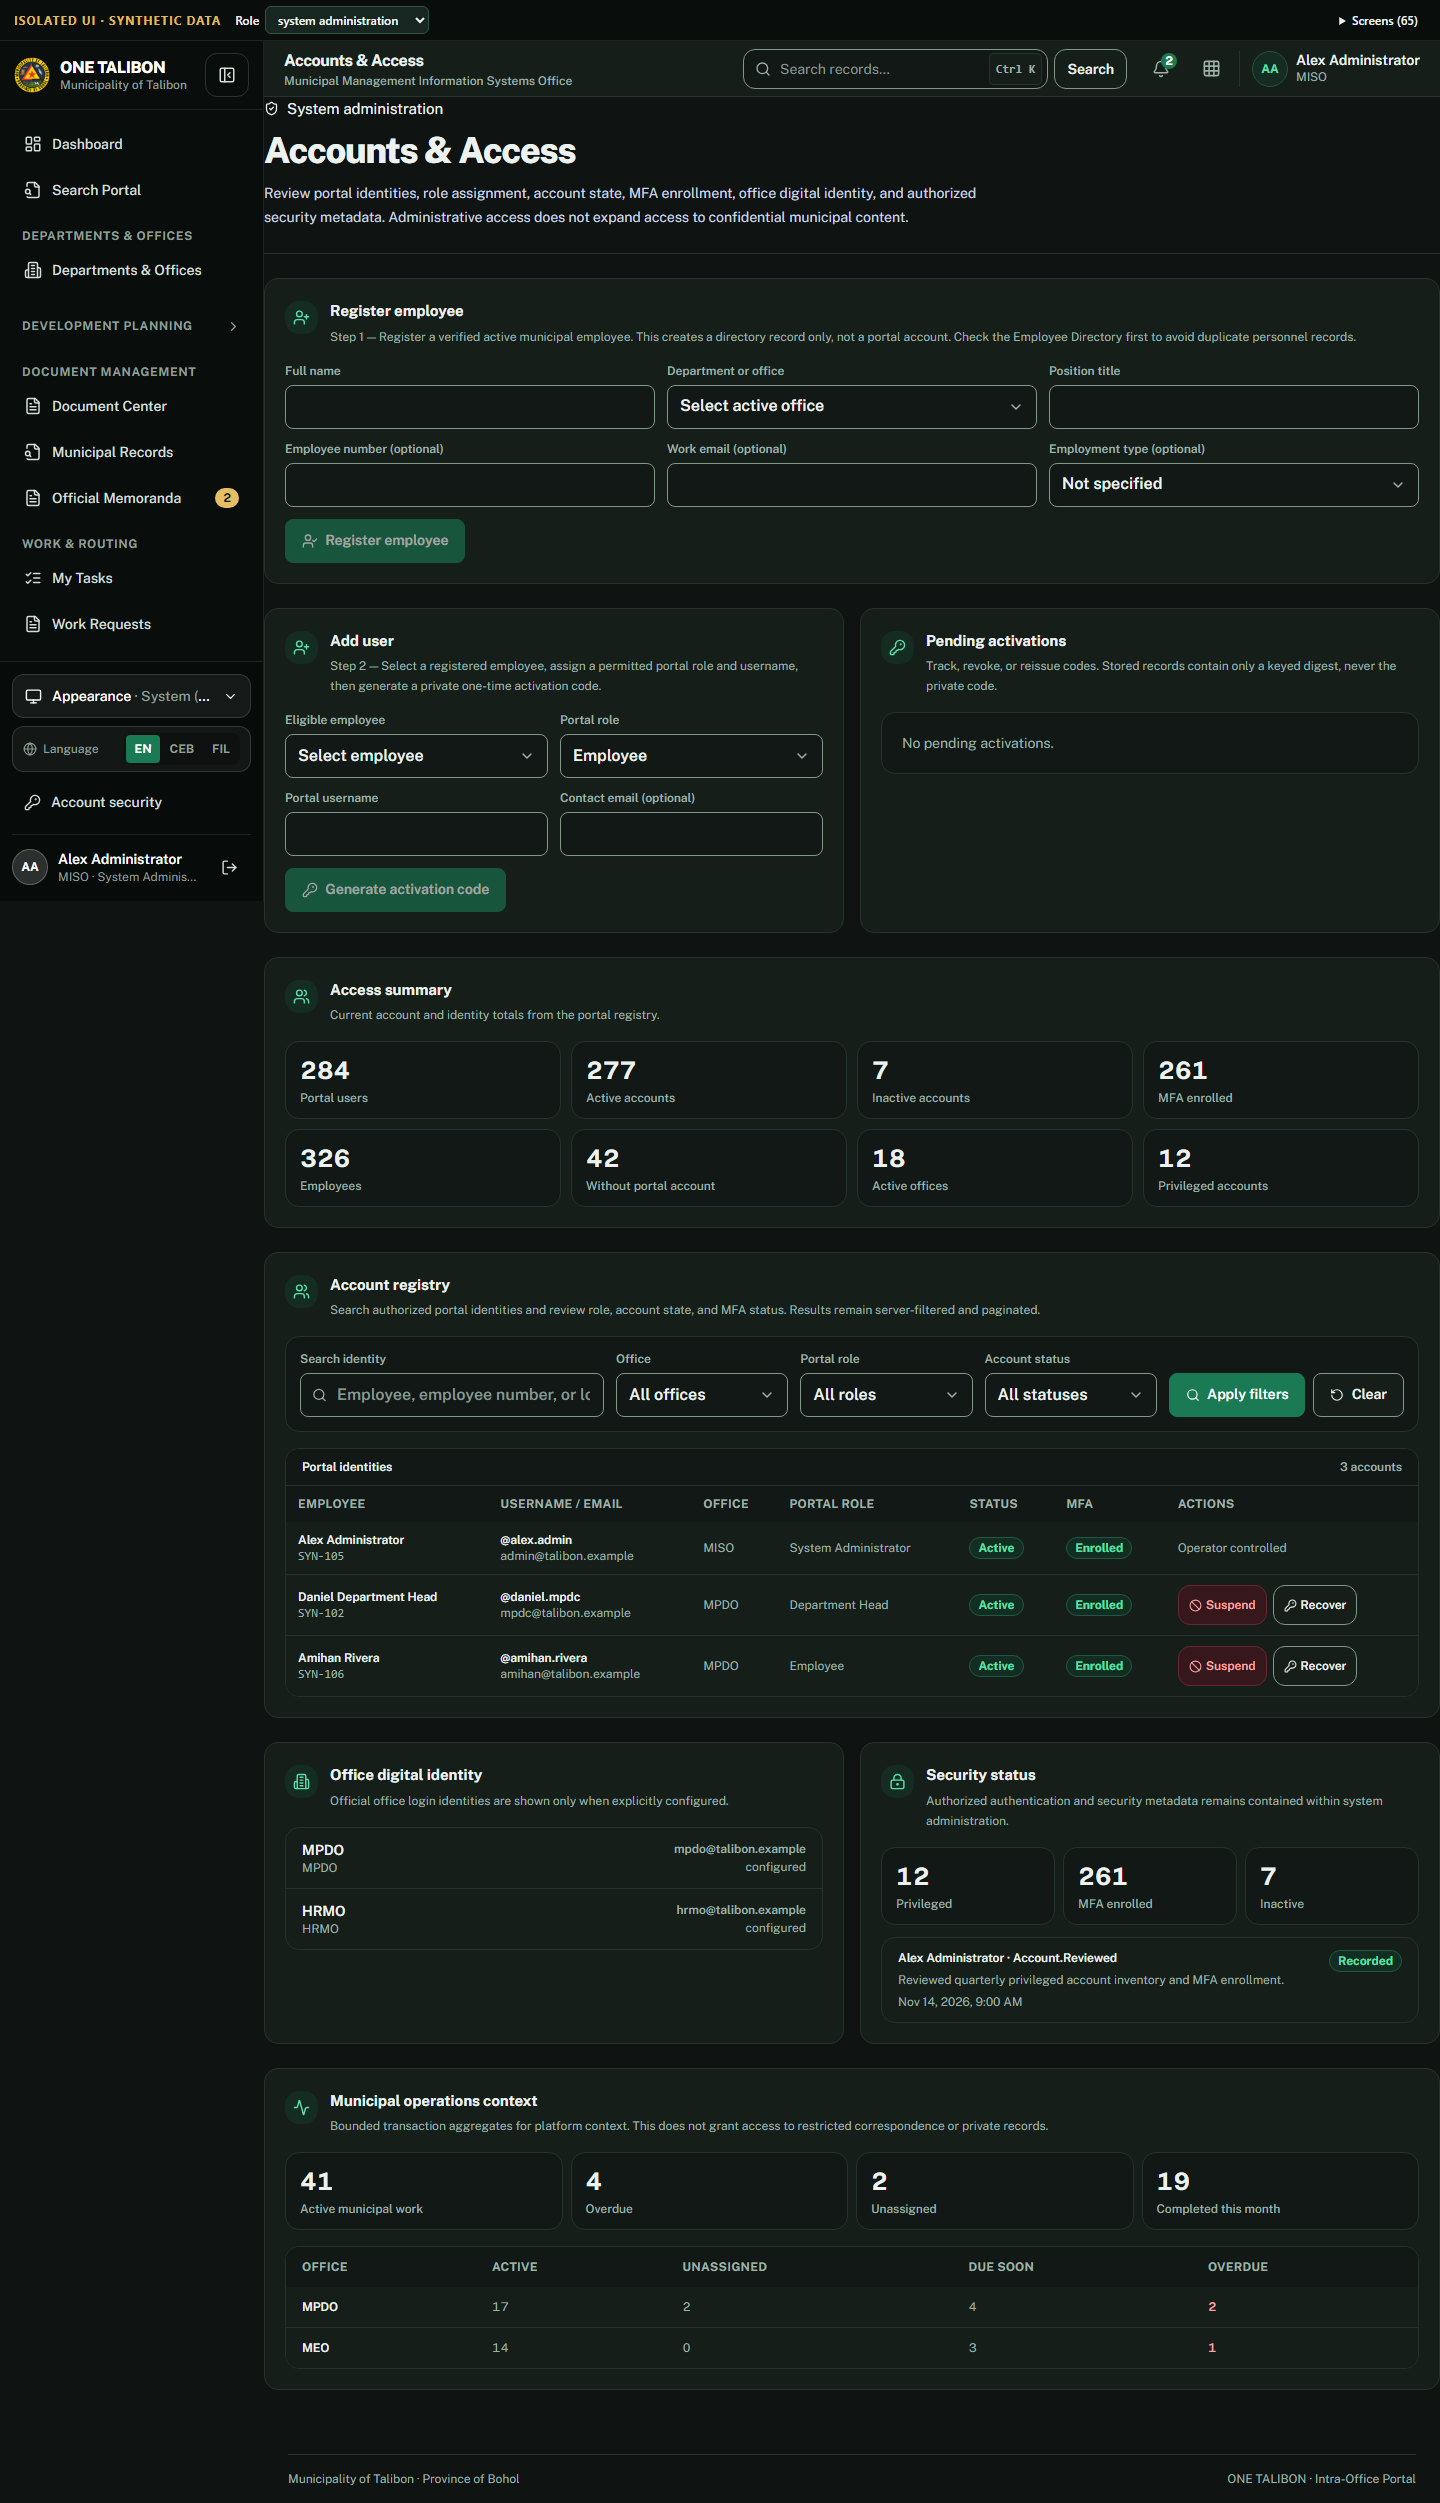 ISOLATED UI · SYNTHETIC DATA Role system administration Screens (65)
ONE TALIBON
Municipality of Talibon
Accounts & Access
Municipal Management Information Systems Office
Search records... Ctrl K Search 2 AA Alex Administrator
MISO
Dashboard
Search Portal
DEPARTMENTS & OFFICES
Departments & Offices
DEVELOPMENT PLANNING
DOCUMENT MANAGEMENT
Document Center
Municipal Records
Official Memoranda 2
WORK & ROUTING
My Tasks
Work Requests
Appearance · System (...
Language EN CEB FIL
Account security
AA Alex Administrator
MISO · System Adminis...
System administration
Accounts & Access
Review portal identities, role assignment, account state, MFA enrollment, office digital identity, and authorized
security metadata. Administrative access does not expand access to confidential municipal content.
Register employee
Step 1 — Register a verified active municipal employee. This creates a directory record only, not a portal account. Check the Employee Directory first to avoid duplicate personnel records.
Full name Department or office Position title
Select active office
Employee number (optional) Work email (optional) Employment type (optional)
Not specified
Register employee
Add user
Step 2 — Select a registered employee, assign a permitted portal role and username,
then generate a private one-time activation code.
Eligible employee Portal role
Select employee Employee
Portal username Contact email (optional)
Generate activation code
Pending activations
Track, revoke, or reissue codes. Stored records contain only a keyed digest, never the
private code.
No pending activations.
Access summary
Current account and identity totals from the portal registry.
284 277 7 261
Portal users Active accounts Inactive accounts MFA enrolled
326 42 18 12
Employees Without portal account Active offices Privileged accounts
Account registry
Search authorized portal identities and review role, account state, and MFA status. Results remain server-filtered and paginated.
Search identity Office Portal role Account status
Employee, employee number, or lo All offices All roles All statuses Apply filters Clear
Portal identities 3 accounts
EMPLOYEE USERNAME / EMAIL OFFICE PORTAL ROLE STATUS MFA ACTIONS
Alex Administrator @alex.admin
SYN-105 admin@talibon.example MISO System Administrator Active Enrolled Operator controlled
Daniel Department Head @daniel.mpdc
SYN-102 mpdc@talibon.example MPDO Department Head Active Enrolled Suspend Recover
Amihan Rivera @amihan.rivera
SYN-106 amihan@talibon.example MPDO Employee Active Enrolled Suspend Recover
Office digital identity
Official office login identities are shown only when explicitly configured.
MPDO mpdo@talibon.example
MPDO configured
HRMO hrmo@talibon.example
HRMO configured
Security status
Authorized authentication and security metadata remains contained within system
administration.
12 261 7
Privileged MFA enrolled Inactive
Alex Administrator · Account.Reviewed Recorded
Reviewed quarterly privileged account inventory and MFA enrollment.
Nov 14, 2026, 9:00 AM
Municipal operations context
Bounded transaction aggregates for platform context. This does not grant access to restricted correspondence or private records.
41 4 2 19
Active municipal work Overdue Unassigned Completed this month
OFFICE ACTIVE UNASSIGNED DUE SOON OVERDUE
MPDO 17 2 4 2
MEO 14 0 3 1
Municipality of Talibon · Province of Bohol ONE TALIBON · Intra-Office Portal